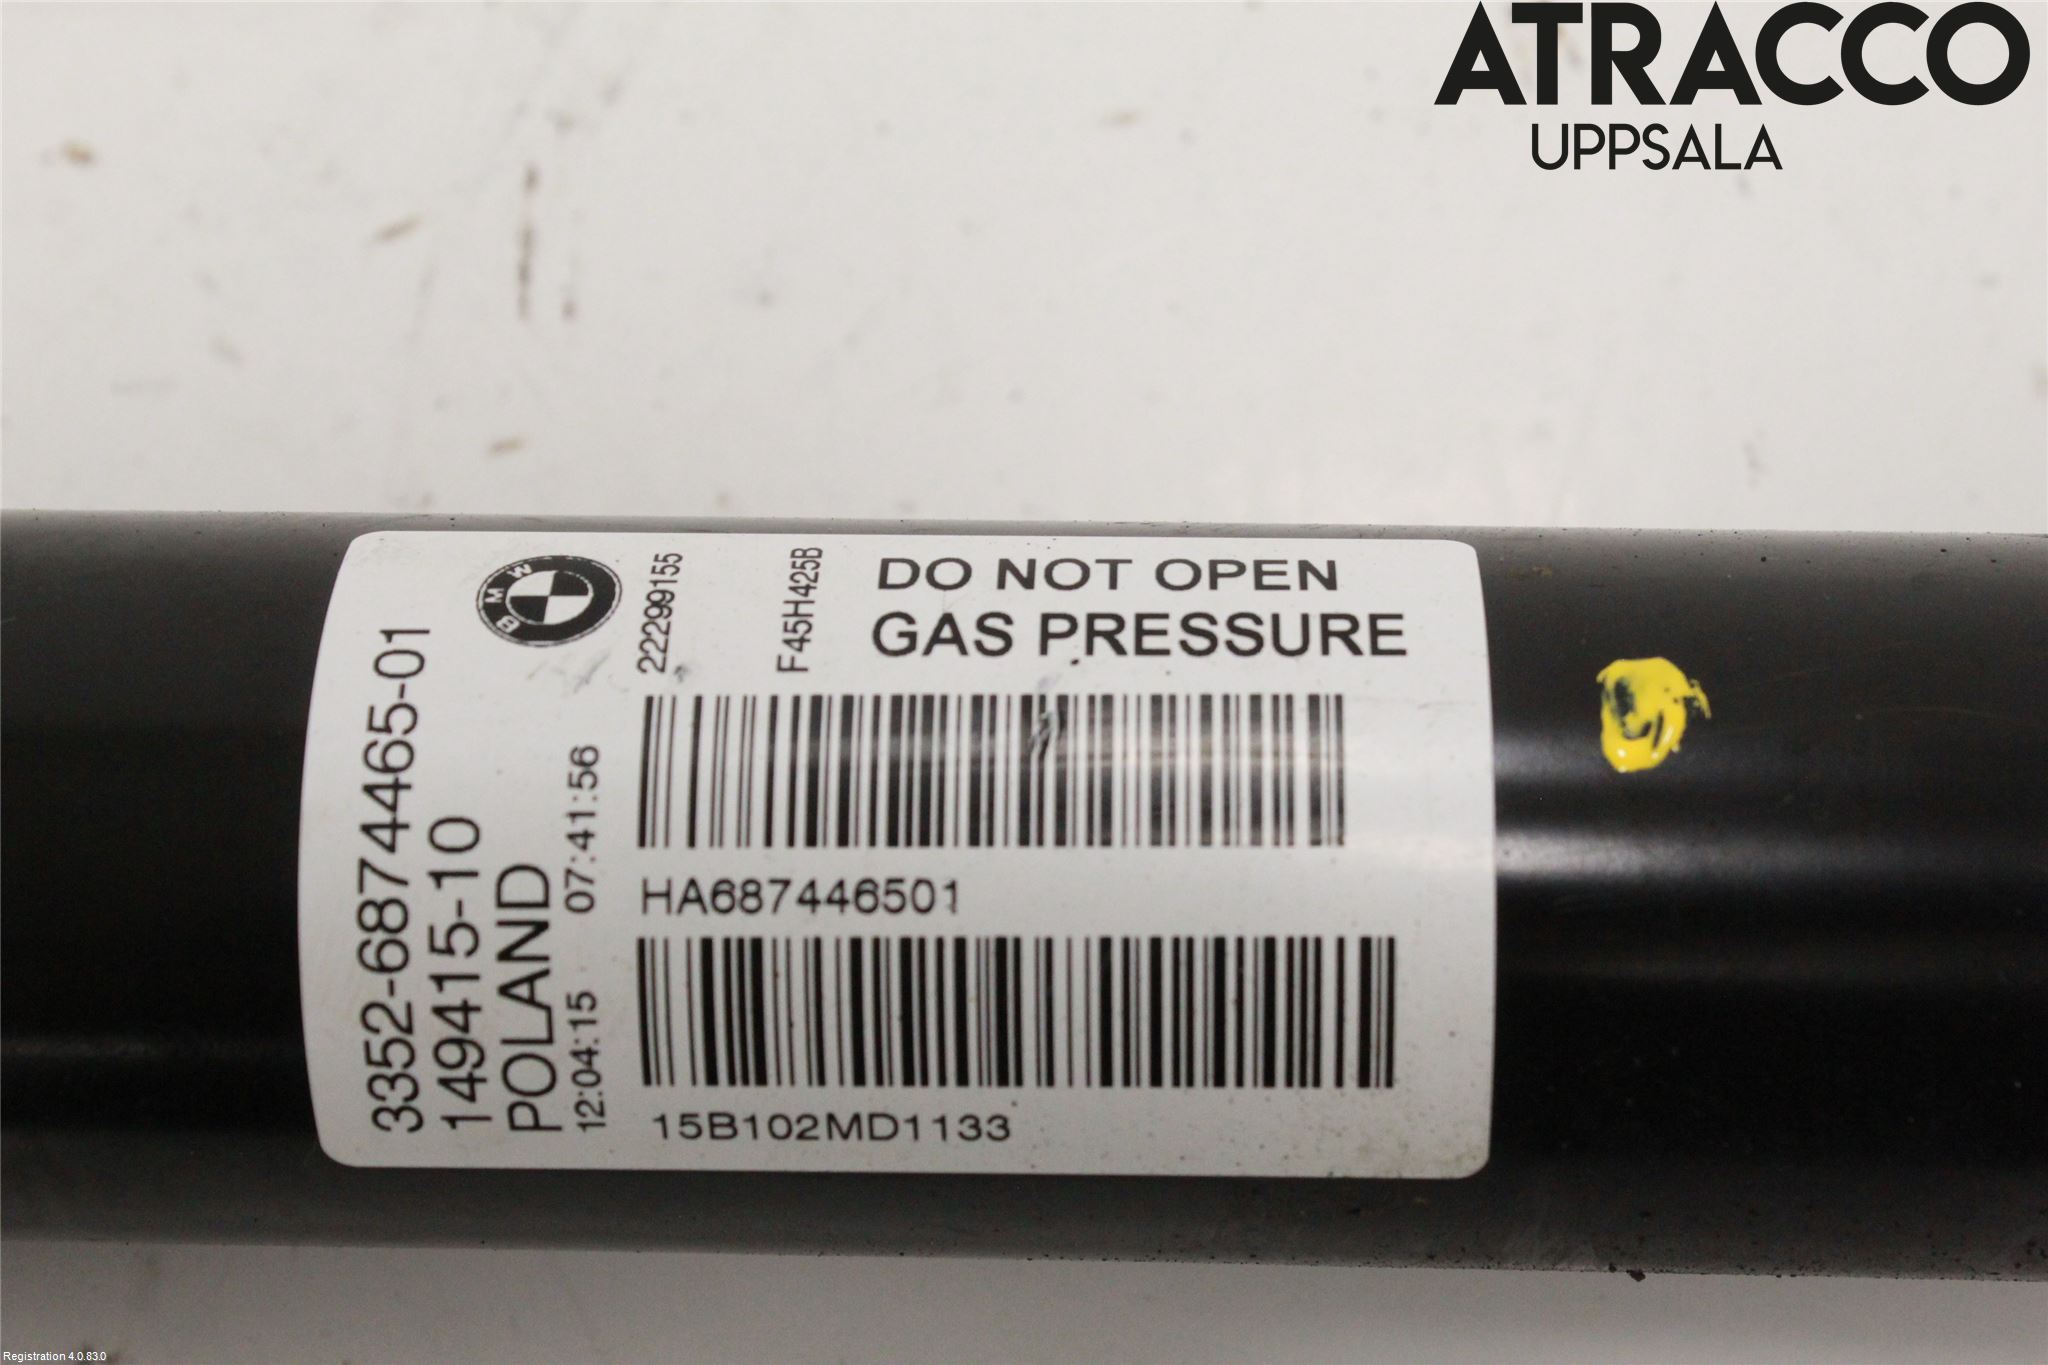 ATRACCO
UPPSALA
BMW
3352-6874465-01
149415-10
POLAND
12:04:15 07:41:56
22299155
F45H425B
DO NOT OPEN
GAS PRESSURE
HA687446501
15B102MD1133
Registration 4.0.83.0